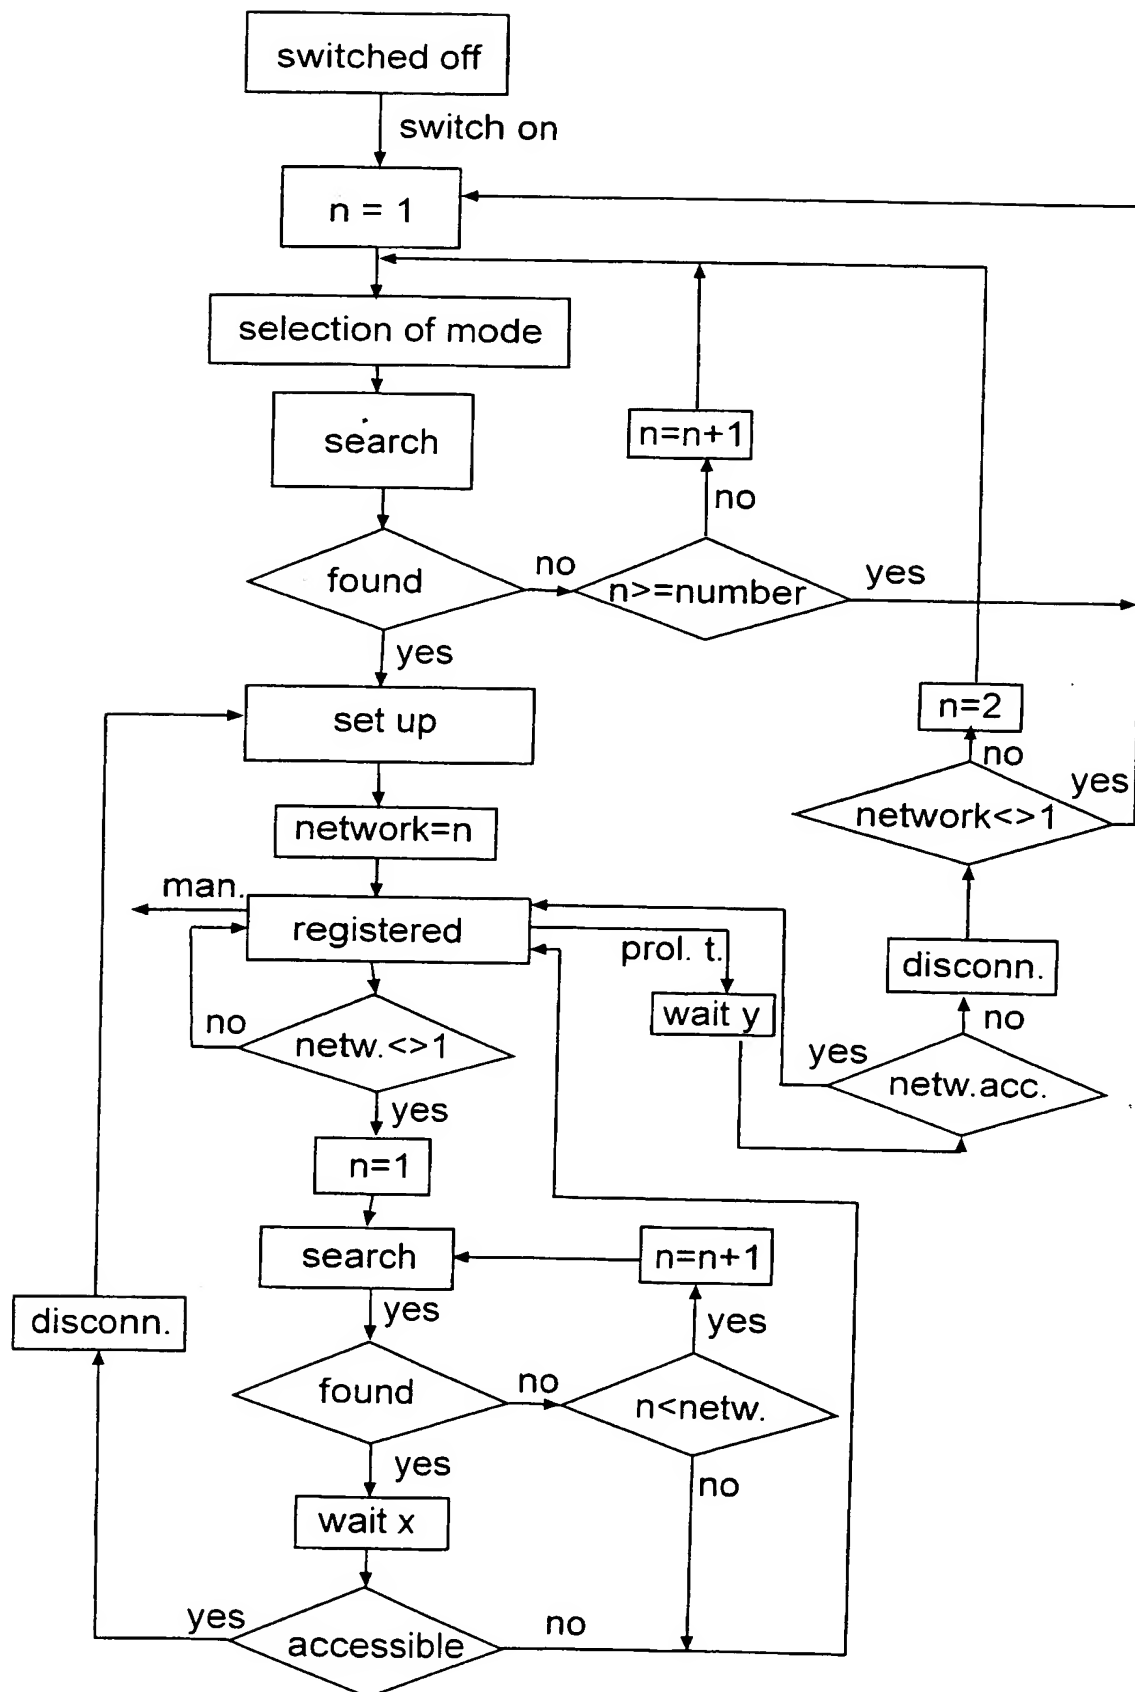 switched off
switch on
n = 1
selection of mode
search
n=n+1
no
found
no
n>=number
yes
yes
set up
n=2
no
yes
network<>1
network=n
man.
registered
prol. t.
disconn.
wait y
no
yes
netw.acc.
no
netw.<>1
yes
n=1
search
n=n+1
yes
yes
disconn.
found
no
n<netw.
yes
no
wait x
yes
accessible
no